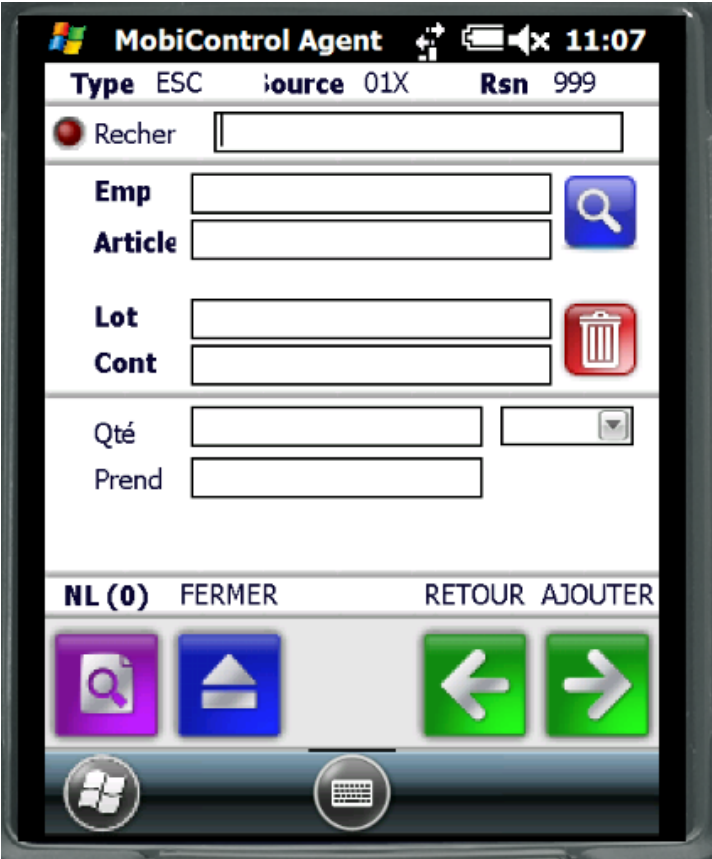 MobiControl Agent 11:07
Type ESC Source 01X Rsn 999
Recher
Emp
Article
Lot
Cont
Qté
Prend
NL (0) FERMER RETOUR AJOUTER